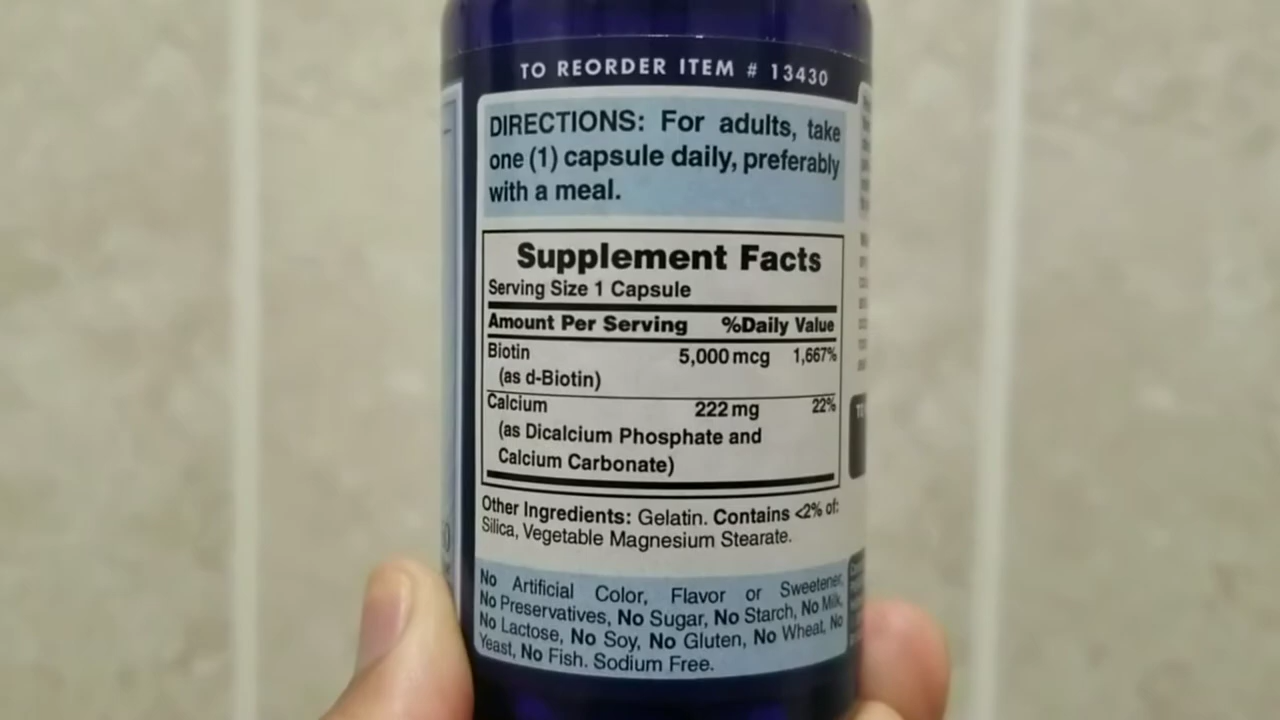 TO REORDER ITEM # 13430
DIRECTIONS: For adults, take
one (1) capsule daily, preferably
with a meal.
Supplement Facts
Serving Size 1 Capsule
Amount Per Serving %Daily Value
Biotin 5,000 mcg 1,667%
(as d-Biotin)
Calcium 222 mg 22%
(as Dicalcium Phosphate and
Calcium Carbonate)
Other Ingredients: Gelatin. Contains <2% of:
Silica, Vegetable Magnesium Stearate.
No Artificial Color, Flavor or Sweetener,
No Preservatives, No Sugar, No Starch, No Milk,
No Lactose, No Soy, No Gluten, No Wheat, No
Yeast, No Fish. Sodium Free.